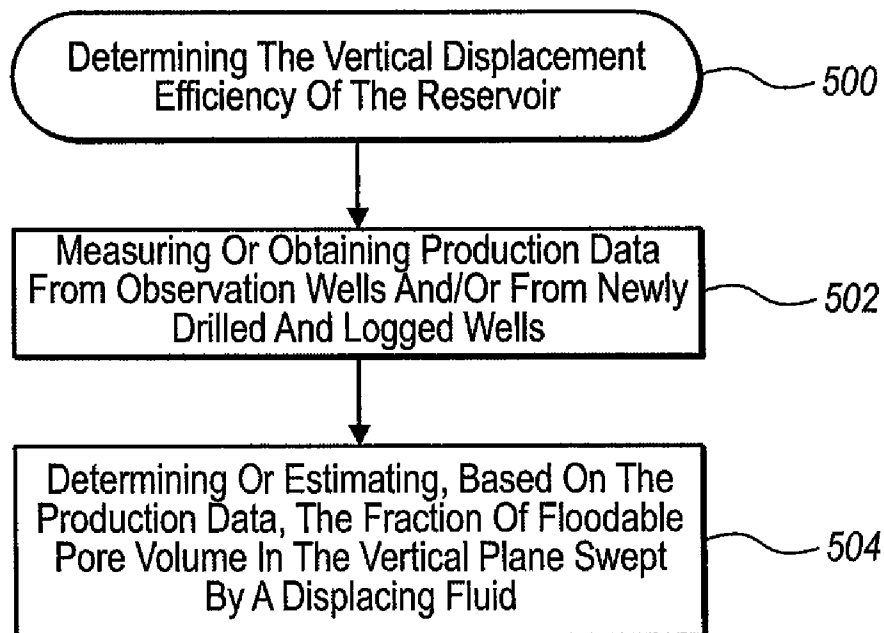 Determining The Vertical Displacement
Efficiency Of The Reservoir
500
Measuring Or Obtaining Production Data
From Observation Wells And/Or From Newly
Drilled And Logged Wells
502
Determining Or Estimating, Based On The
Production Data, The Fraction Of Floodable
Pore Volume In The Vertical Plane Swept
By A Displacing Fluid
504